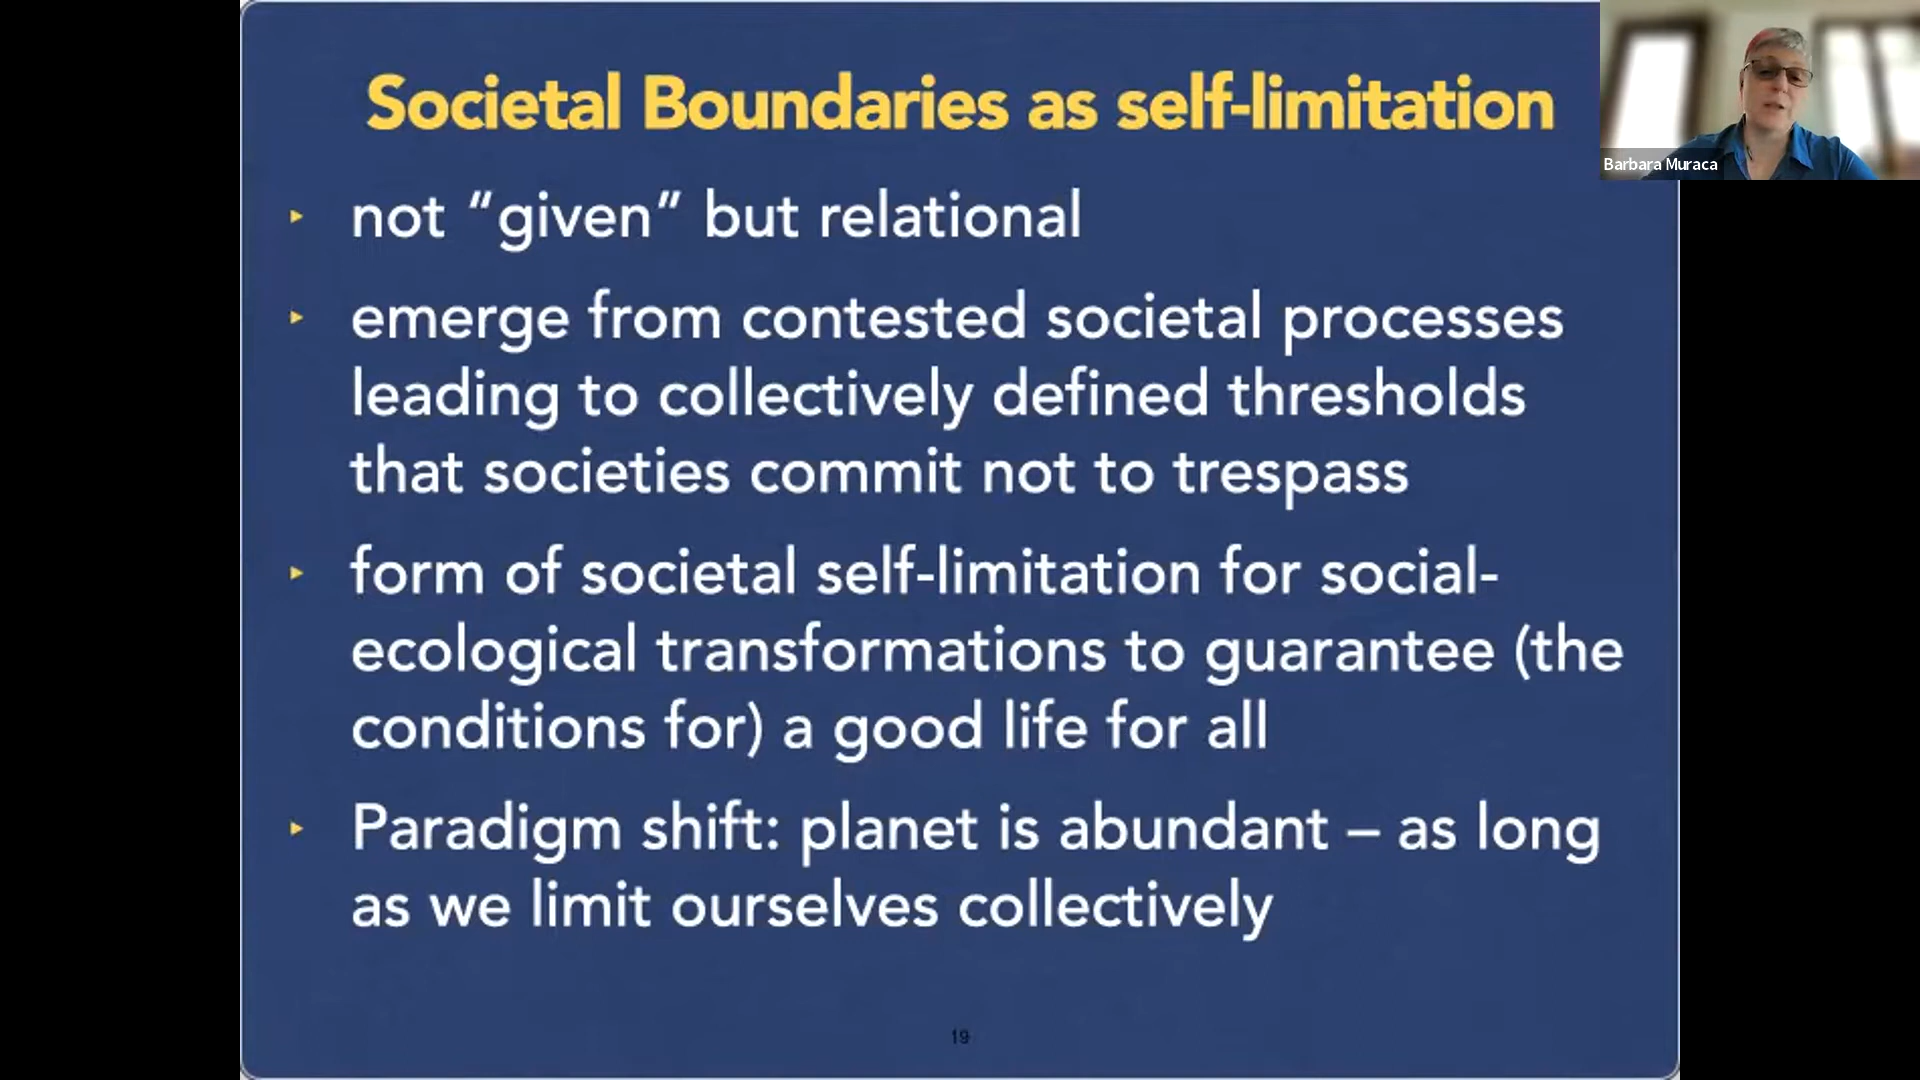 Societal Boundaries as self-limitation
Barbara Muraca
▸ not “given” but relational
▸ emerge from contested societal processes
leading to collectively defined thresholds
that societies commit not to trespass
▸ form of societal self-limitation for social-
ecological transformations to guarantee (the
conditions for) a good life for all
▸ Paradigm shift: planet is abundant – as long
as we limit ourselves collectively
19